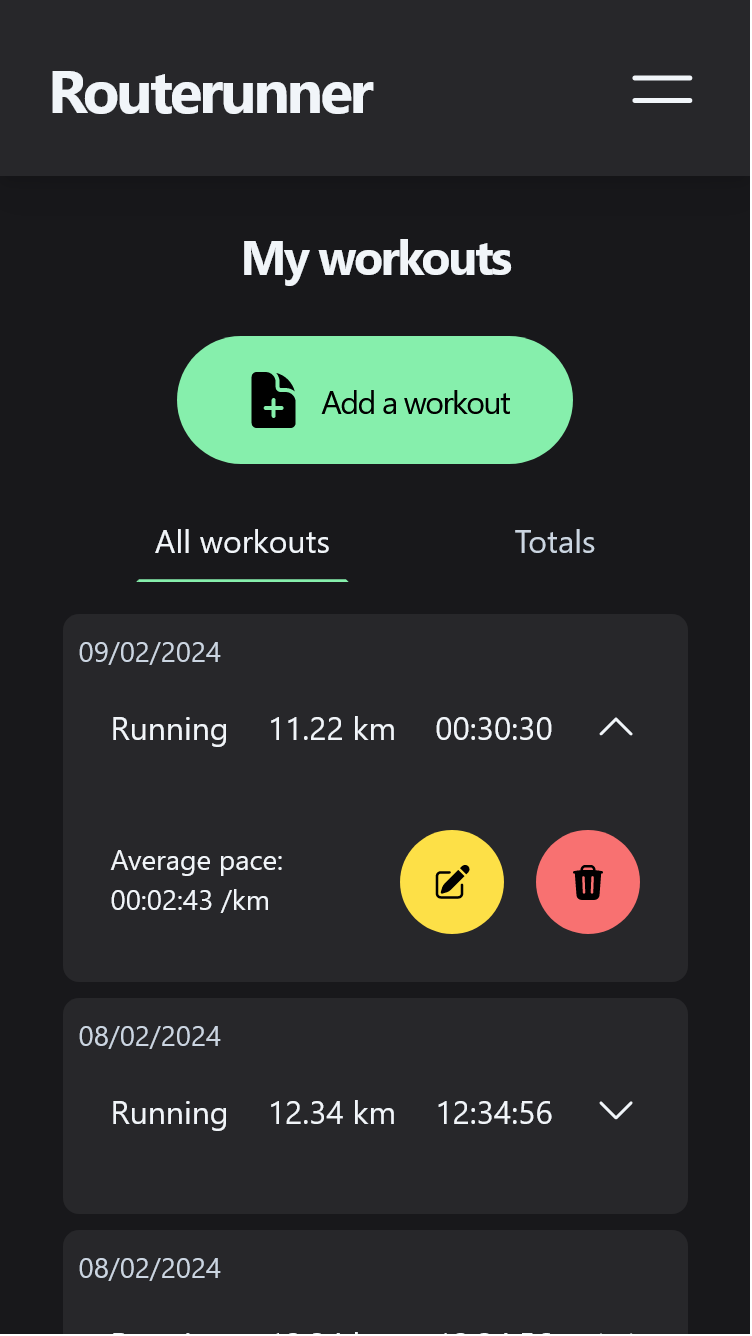 Routerunner
My workouts
Add a workout
All workouts Totals
09/02/2024
Running 11.22 km 00:30:30
Average pace:
00:02:43 /km
08/02/2024
Running 12.34 km 12:34:56
08/02/2024